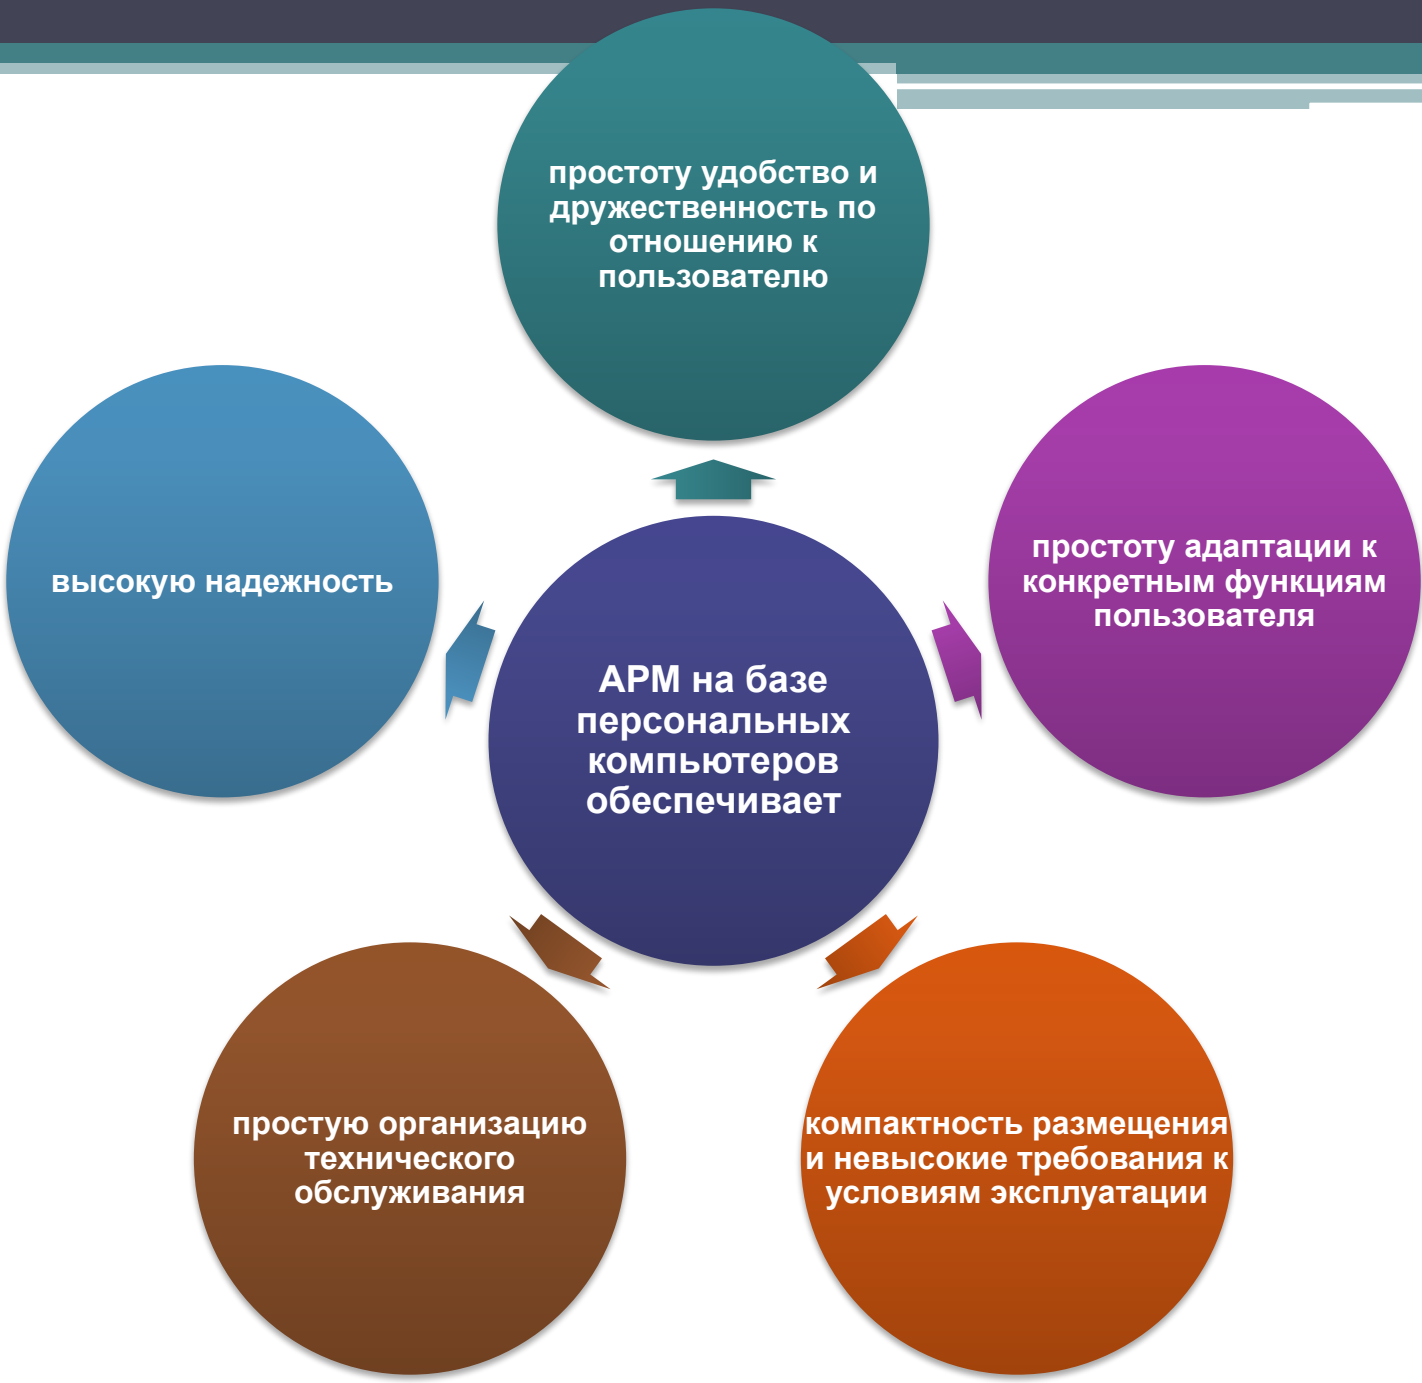 простоту удобство и
дружественность по
отношению к
пользователю
высокую надежность
простоту адаптации к
конкретным функциям
пользователя
АРМ на базе
персональных
компьютеров
обеспечивает
простую организацию
технического
обслуживания
компактность размещения
и невысокие требования к
условиям эксплуатации